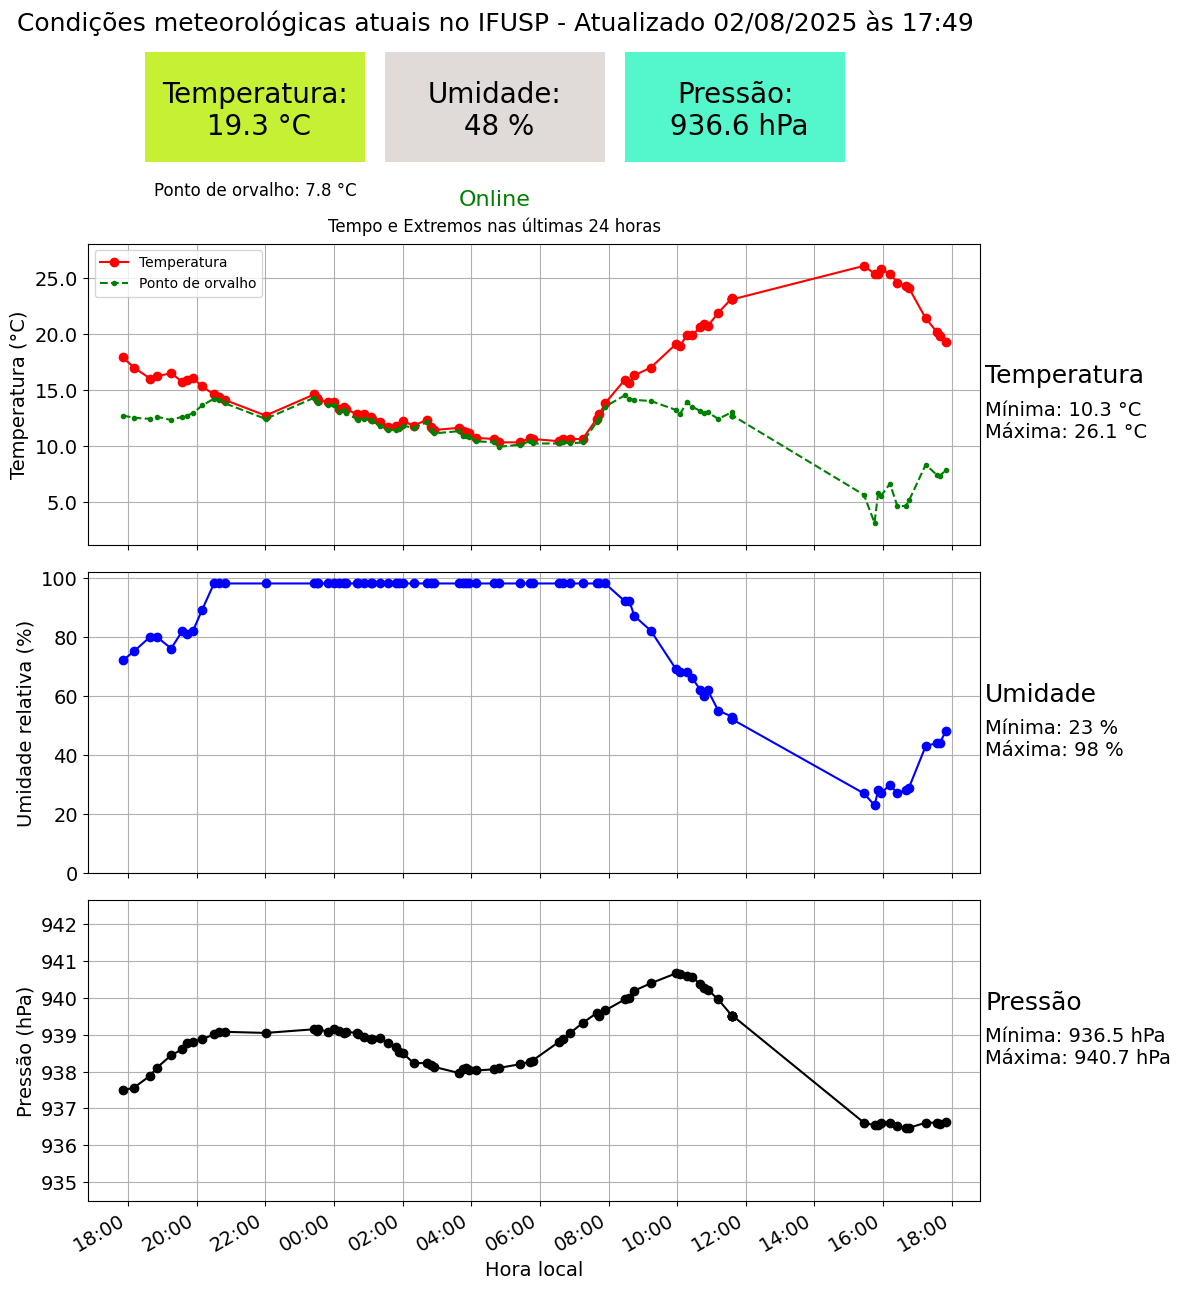 Condições meteorológicas atuais no IFUSP - Atualizado 02/08/2025 às 17:49
Temperatura:
19.3 °C
Umidade:
48 %
Pressão:
936.6 hPa
Ponto de orvalho: 7.8 °C
Online
Tempo e Extremos nas últimas 24 horas
Temperatura
Ponto de orvalho
Temperatura (°C)
25.0
20.0
15.0
10.0
5.0
Temperatura
Mínima: 10.3 °C
Máxima: 26.1 °C
Umidade relativa (%)
100
80
60
40
20
0
Umidade
Mínima: 23 %
Máxima: 98 %
Pressão (hPa)
942
941
940
939
938
937
936
935
Pressão
Mínima: 936.5 hPa
Máxima: 940.7 hPa
18:00 20:00 22:00 00:00 02:00 04:00 06:00 08:00 10:00 12:00 14:00 16:00 18:00
Hora local